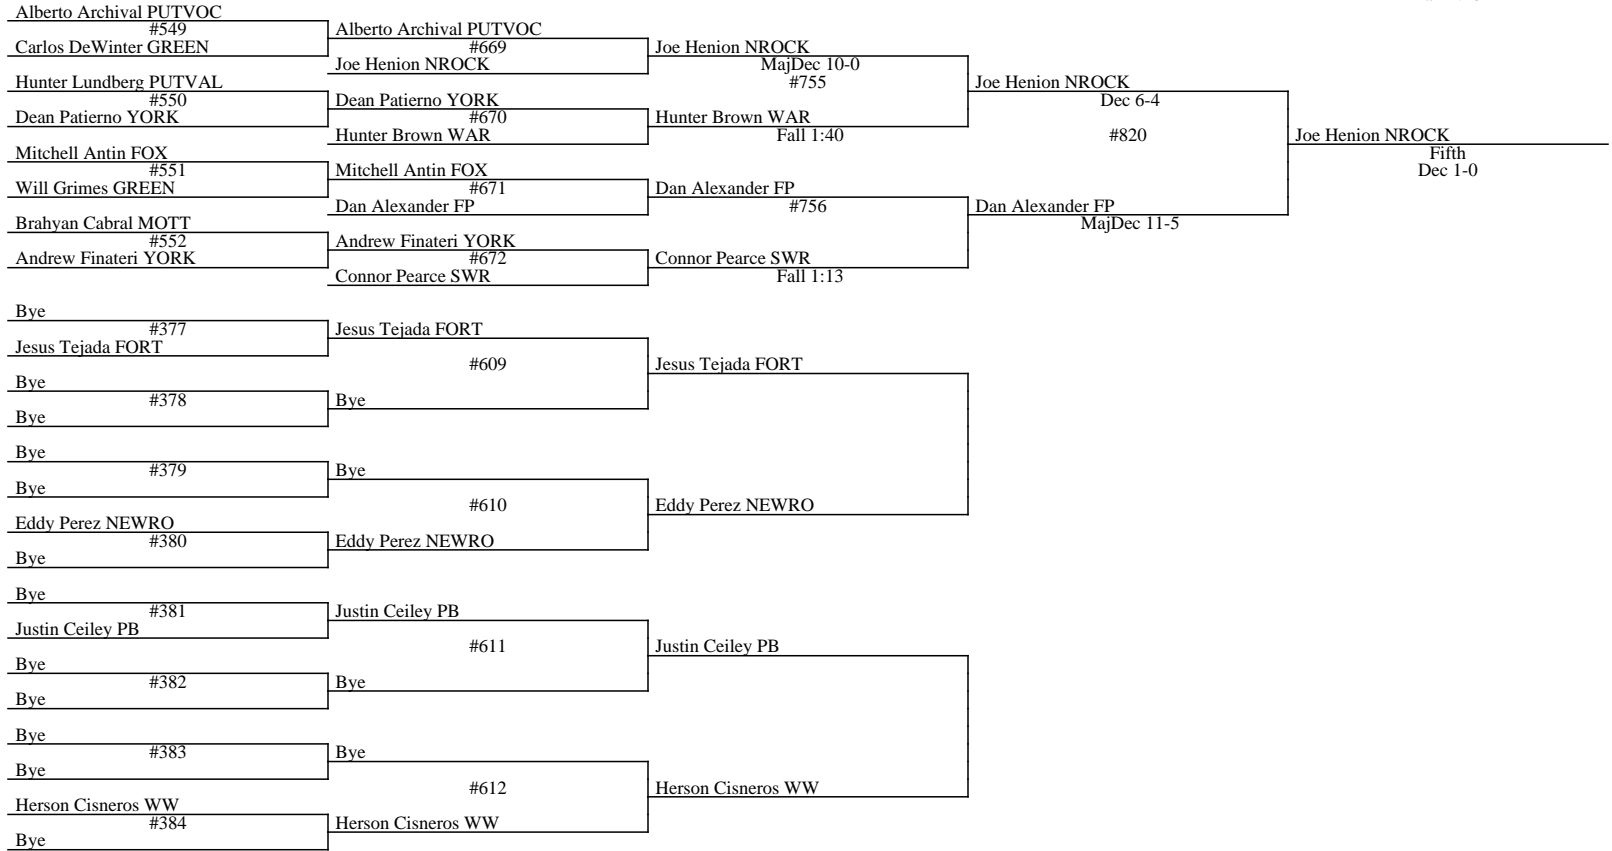 Alberto Archival PUTVOC
#549
Carlos DeWinter GREEN
Hunter Lundberg PUTVAL
#550
Dean Patierno YORK
Mitchell Antin FOX
#551
Will Grimes GREEN
Brahyan Cabral MOTT
#552
Andrew Finateri YORK
Alberto Archival PUTVOC
#669
Joe Henion NROCK
Dean Patierno YORK
#670
Hunter Brown WAR
Mitchell Antin FOX
#671
Dan Alexander FP
Andrew Finateri YORK
#672
Connor Pearce SWR
Joe Henion NROCK
MajDec 10-0
#755
Hunter Brown WAR
Fall 1:40
Dan Alexander FP
#756
Connor Pearce SWR
Fall 1:13
Joe Henion NROCK
Dec 6-4
#820
Dan Alexander FP
MajDec 11-5
Joe Henion NROCK
Fifth
Dec 1-0
Bye
#377
Jesus Tejada FORT
Bye
#378
Bye
Bye
#379
Bye
Eddy Perez NEWRO
#380
Bye
Bye
#381
Justin Ceiley PB
Bye
#382
Bye
Bye
#383
Bye
Herson Cisneros WW
#384
Bye
Jesus Tejada FORT
#609
Bye
Bye
#610
Eddy Perez NEWRO
Justin Ceiley PB
#611
Bye
Bye
#612
Herson Cisneros WW
Jesus Tejada FORT
Eddy Perez NEWRO
Justin Ceiley PB
Herson Cisneros WW